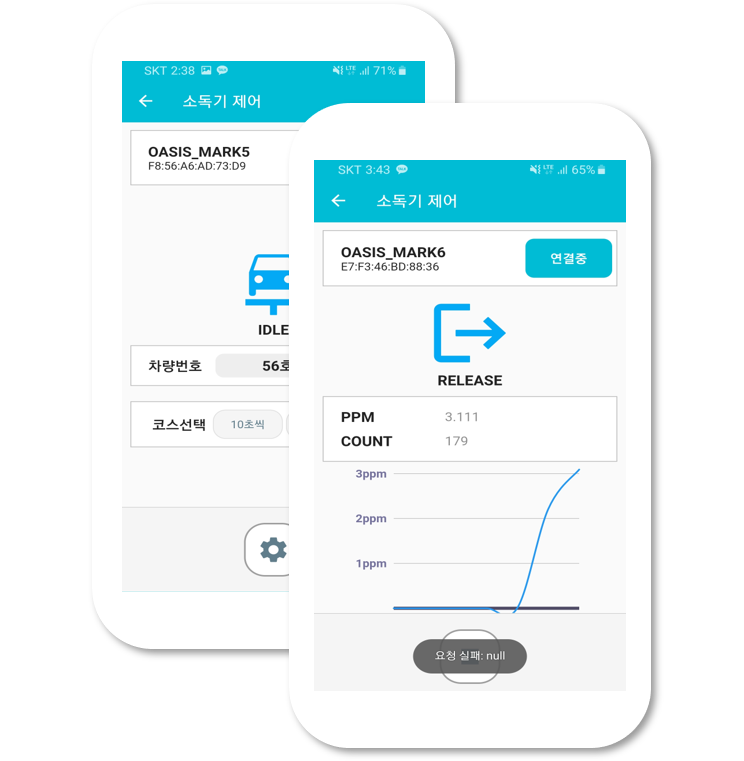 SKT 2:38
71%
소독기 제어
OASIS_MARK5
F8:56:A6:AD:73:D9
IDLE
차량번호
코스선택 10초씩
SKT 3:43
LTE
65%
소독기 제어
OASIS_MARK6
E7:F3:46:BD:88:36
연결중
RELEASE
PPM 3.111
COUNT 179
3ppm
2ppm
1ppm
요청 실패: null